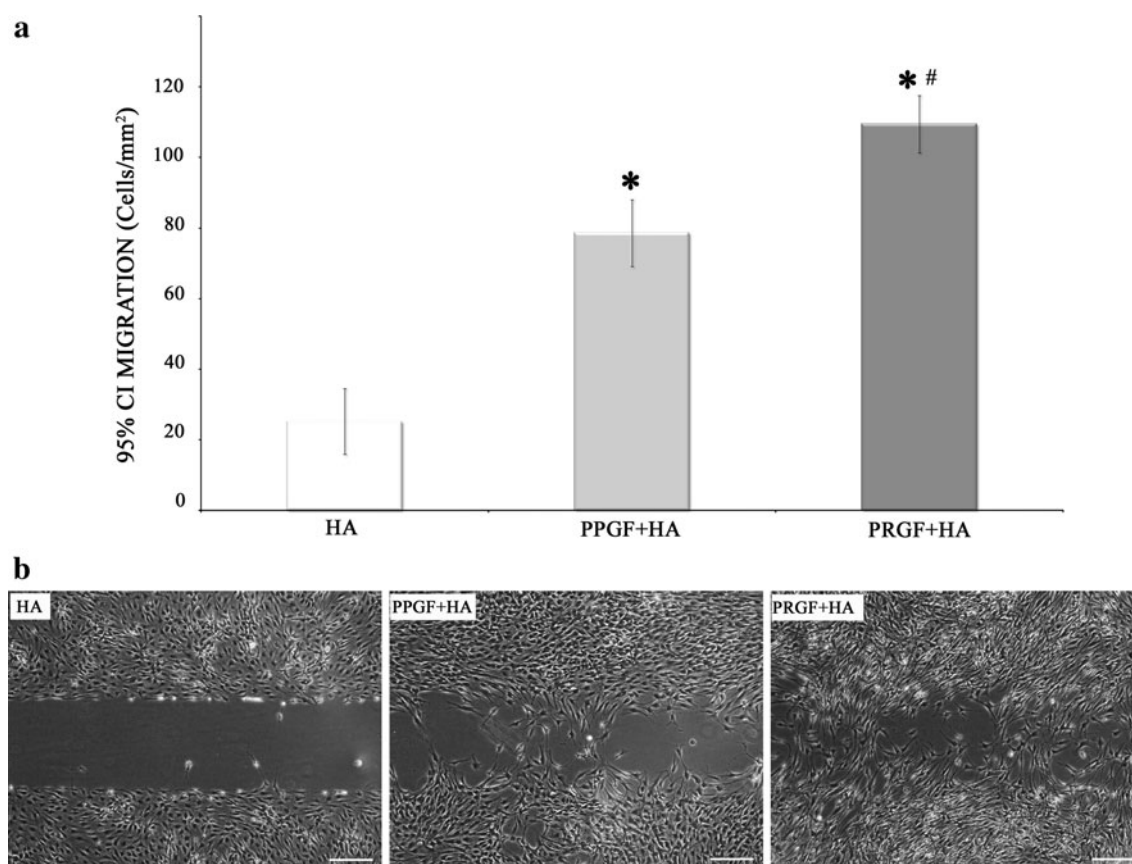 a
95% CI MIGRATION (Cells/mm²)
120
100
80
60
40
20
0
*
* #
HA
PPGF+HA
PRGF+HA
b
HA
PPGF+HA
PRGF+HA